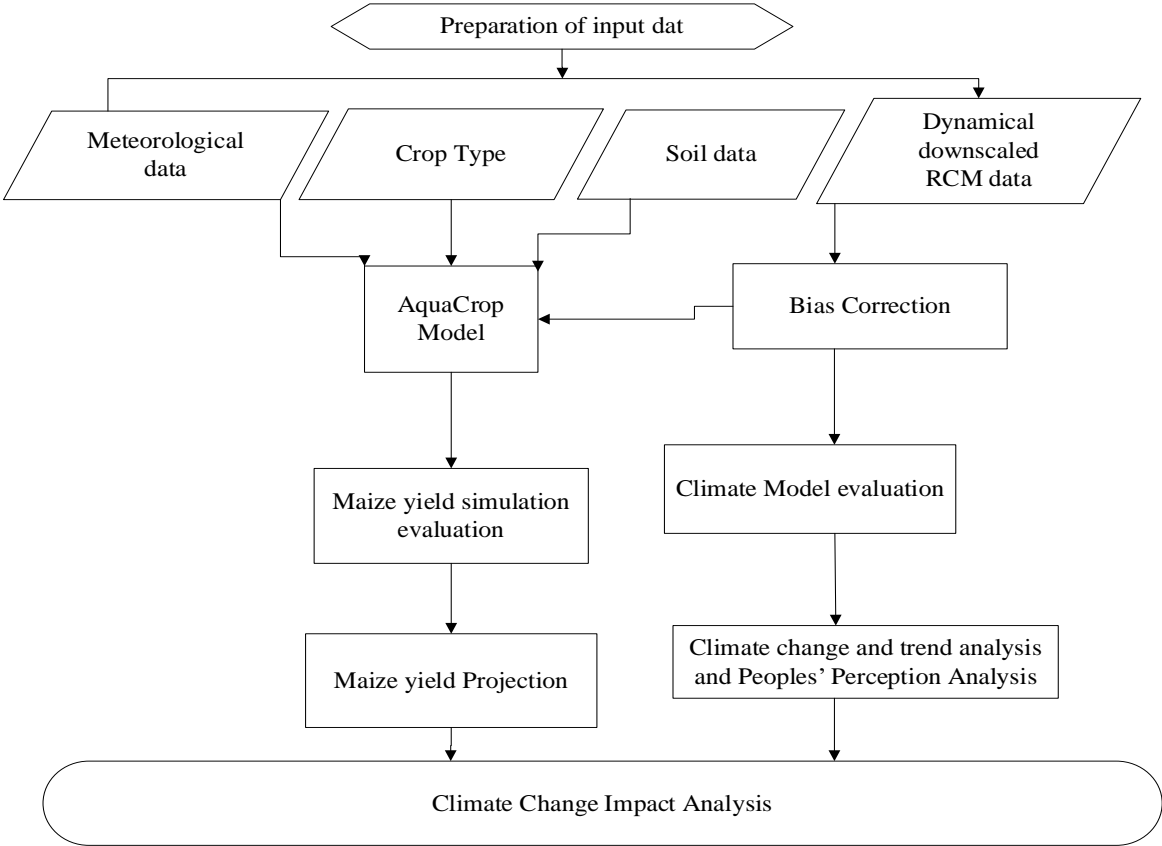 Preparation of input dat
Meteorological
data
Crop Type
Soil data
Dynamical
downscaled
RCM data
AquaCrop
Model
Bias Correction
Maize yield simulation
evaluation
Climate Model evaluation
Maize yield Projection
Climate change and trend analysis
and Peoples’ Perception Analysis
Climate Change Impact Analysis